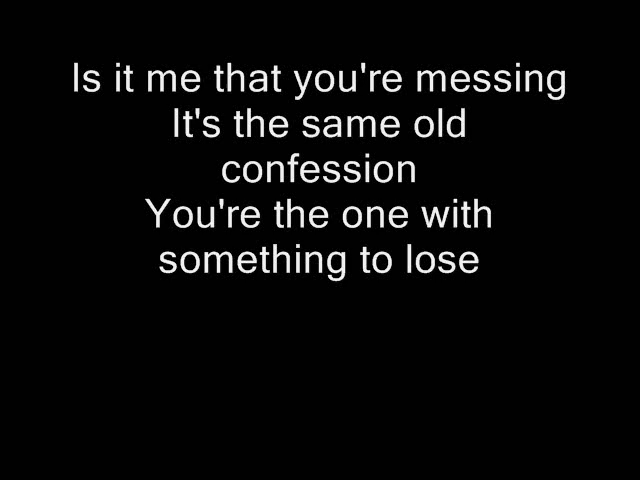 Is it me that you're messing
It's the same old
confession
You're the one with
something to lose